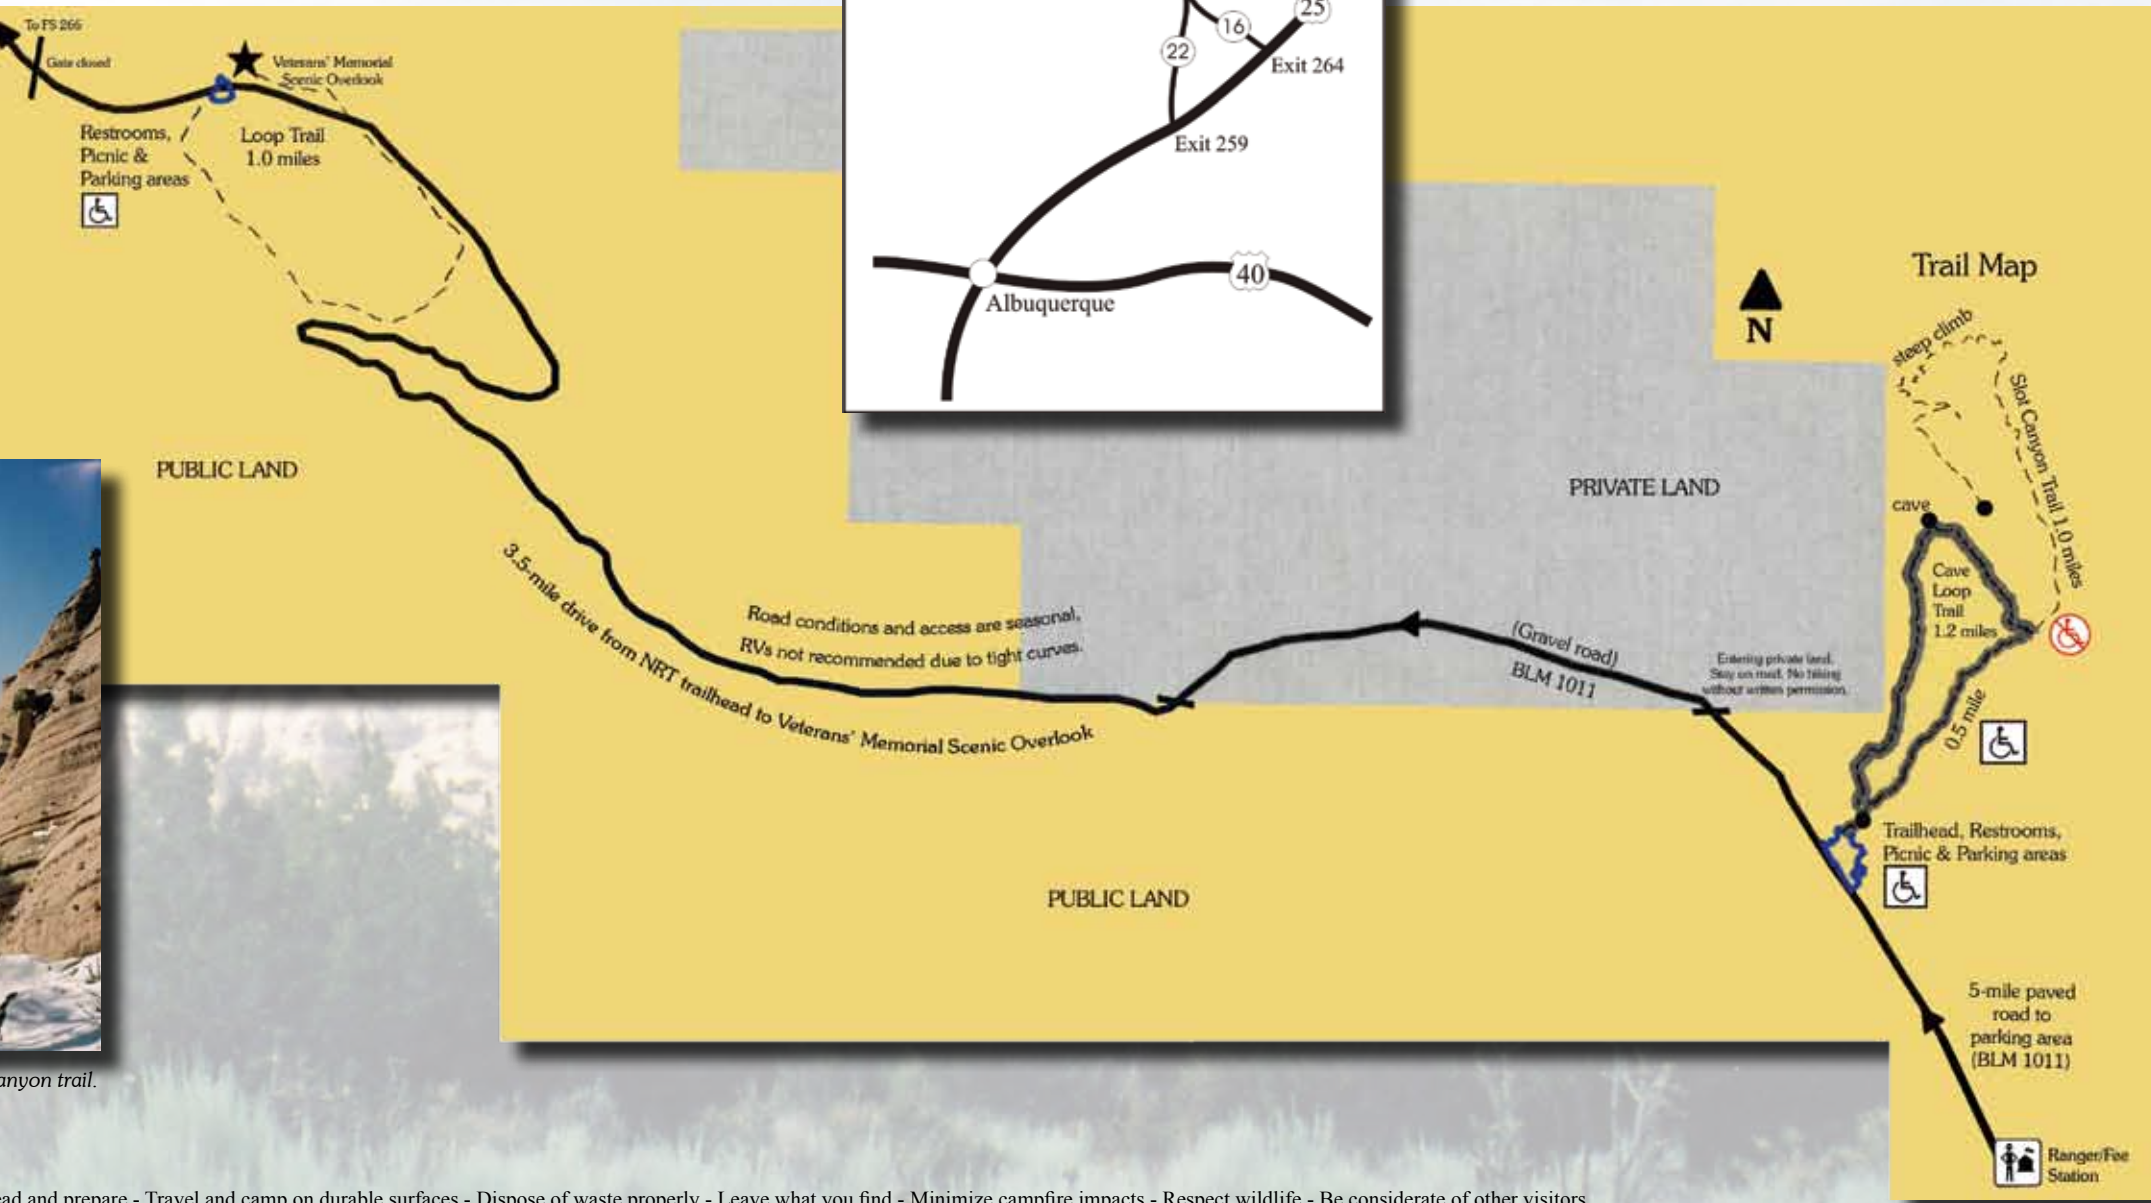 To FS 266
Gate closed
Veterans' Memorial
Scenic Overlook
Restrooms,
Picnic &
Parking areas
Loop Trail
1.0 miles
25
16
22
Exit 264
Exit 259
40
Albuquerque
N
Trail Map
steep climb
Slot Canyon Trail 1.0 miles
PUBLIC LAND
PRIVATE LAND
cave
Cave
Loop
Trail
1.2 miles
3.5-mile drive from NRT trailhead to Veterans' Memorial Scenic Overlook
Road conditions and access are seasonal,
RVs not recommended due to tight curves.
(Gravel road)
BLM 1011
Entering private land.
Stay on road. No hiking
without written permission.
0.5 mile
Trailhead, Restrooms,
Picnic & Parking areas
PUBLIC LAND
5-mile paved
road to
parking area
(BLM 1011)
Ranger/Fee
Station
anyon trail.
ead and prepare - Travel and camp on durable surfaces - Dispose of waste properly - Leave what you find - Minimize campfire impacts - Respect wildlife - Be considerate of other visitors